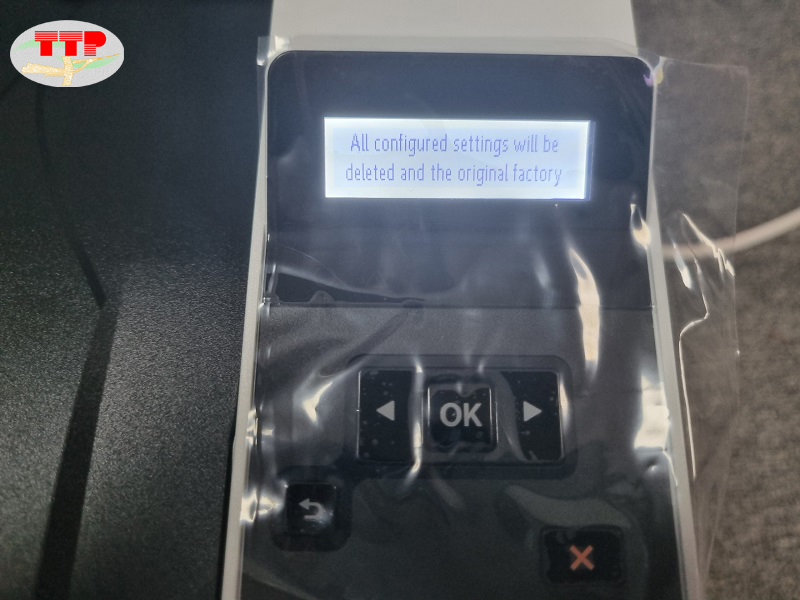 TTP
All configured settings will be
deleted and the original factory
OK